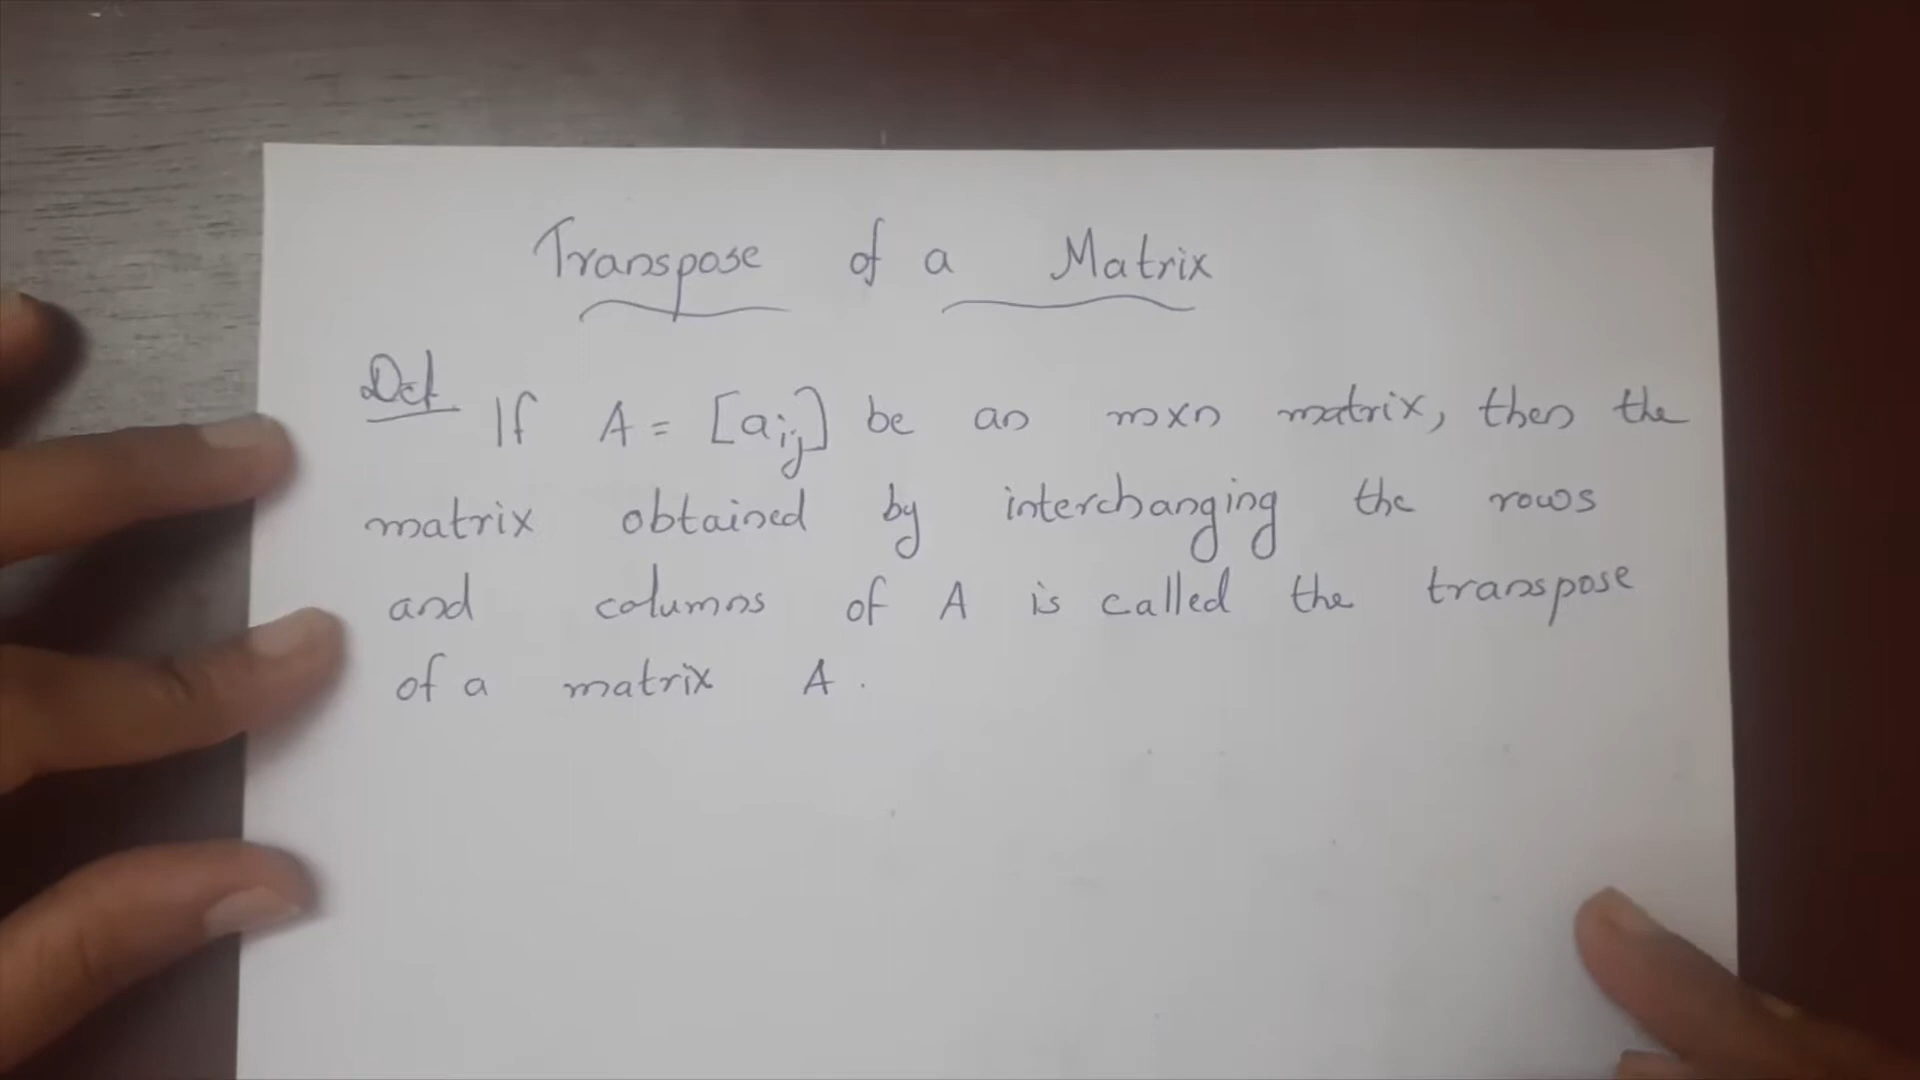 Transpose of a Matrix
Def If A = [aij] be an mxn matrix, then the
matrix obtained by interchanging the rows
and columns of A is called the transpose
of a matrix A.